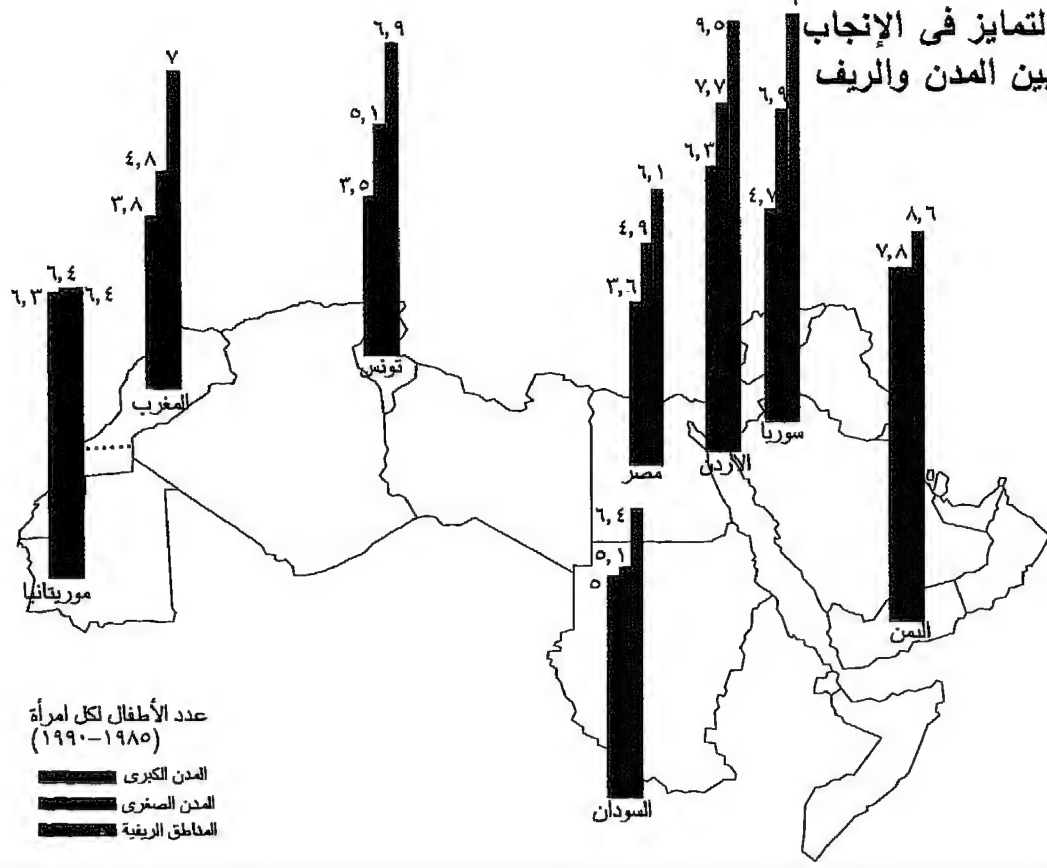 لتمايز فى الإنجاب
بين المدن والريف
٩,٥
٧,٧
٦,٣
الأردن
٦,٩
٤,٧
سوريا
٨,٦
٧,٨
اليمن
٦,١
٤,٩
٣,٦
مصر
٦,٩
٥,١
٣,٥
تونس
٧
٤,٨
٣,٨
المغرب
٦,٤
٦,٣
٦,٤
موريتانيا
٦,٤
٥,١
٥
السودان
عدد الأطفال لكل امرأة
(١٩٨٥-١٩٩٠)
المدن الكبرى
المدن الصغرى
المناطق الريفية